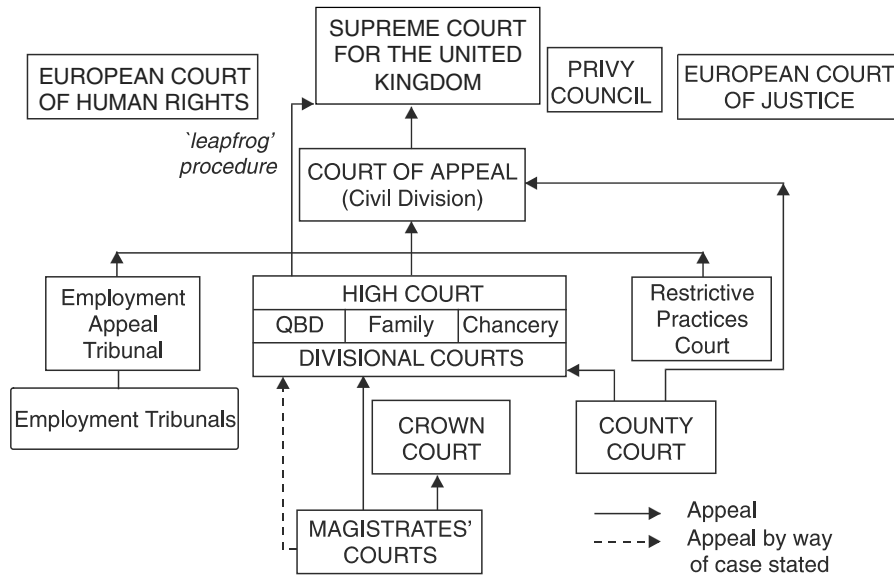 SUPREME COURT
FOR THE UNITED
KINGDOM
EUROPEAN COURT
OF HUMAN RIGHTS
PRIVY
COUNCIL
EUROPEAN COURT
OF JUSTICE
`leapfrog'
procedure
COURT OF APPEAL
(Civil Division)
Employment
Appeal
Tribunal
HIGH COURT
QBD Family Chancery
DIVISIONAL COURTS
Restrictive
Practices
Court
Employment Tribunals
CROWN
COURT
COUNTY
COURT
MAGISTRATES'
COURTS
Appeal
Appeal by way
of case stated